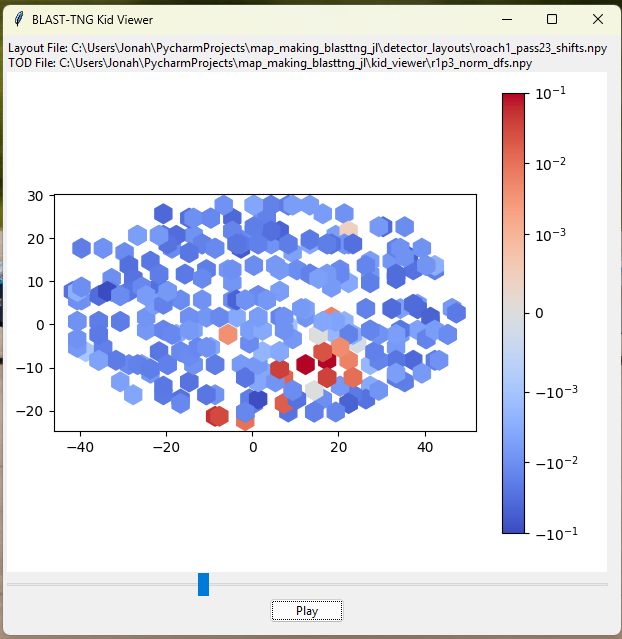 BLAST-TNG Kid Viewer
Layout File: C:\Users\Jonah\PycharmProjects\map_making_blasttng_jl\detector_layouts\roach1_pass23_shifts.npy
TOD File: C:\Users\Jonah\PycharmProjects\map_making_blasttng_jl\kid_viewer\r1p3_norm_dfs.npy
10⁻¹
10⁻²
10⁻³
0
−10⁻³
−10⁻²
−10⁻¹
30
20
10
0
−10
−20
−40 −20 0 20 40
Play